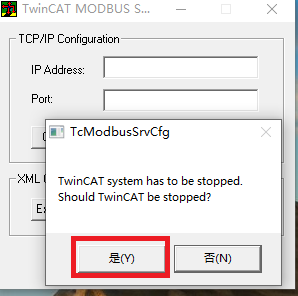 TwinCAT MODBUS S...
TCP/IP Configuration
IP Address:
Port:
TcModbusSrvCfg
TwinCAT system has to be stopped.
Should TwinCAT be stopped?
是(Y)
否(N)
XML